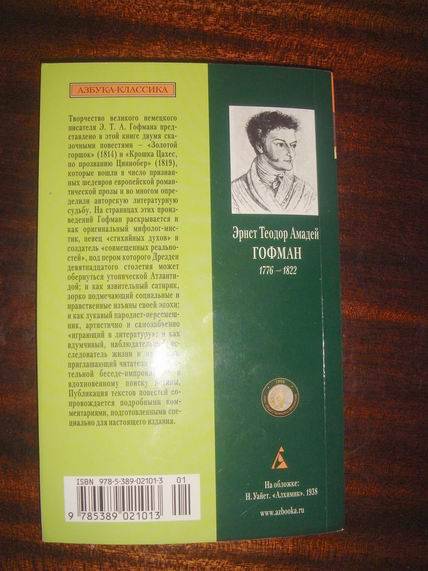 АЗБУКА-КЛАССИКА
Творчество великого немецкого
писателя Э. Т. А. Гофмана пред-
ставлено в этой книге двумя ска-
зочными повестями – «Золотой
горшок» (1814) и «Крошка Цахес,
по прозванию Циннобер» (1819),
которые вошли в число признан-
ных шедевров европейской роман-
тической прозы и во многом опреде-
лили авторскую литературную
судьбу. На страницах этих произ-
ведений Гофман раскрывается и
как оригинальный мифолог-мис-
тик, певец «стихийных духов» и
создатель «совмещенных реально-
стей», под пером которого Дрезден
девятнадцатого столетия может
обернуться утопической Атланти-
дой; и как язвительный сатирик,
зорко подмечающий социальные и
нравственные изъяны своей эпохи;
и как лукавый пародист-пересмеш-
ник, артистично и самозабвенно
«играющий в литературу»; и как
вдумчивый, наблюдательный ис-
следователь жизни и
приглашающий читателя
тельной беседе-импровизации
вдохновенному поиску истины.
Публикация текстов повестей со-
провождается подробными ком-
ментариями, подготовленными спе-
циально для настоящего издания.
ISBN 978-5-389-02101-3
01
9 785389 021013
Эрнст Теодор Амадей
ГОФМАН
1776 – 1822
На обложке:
Н. Уайет. «Алхимик». 1938
www.azbooka.ru